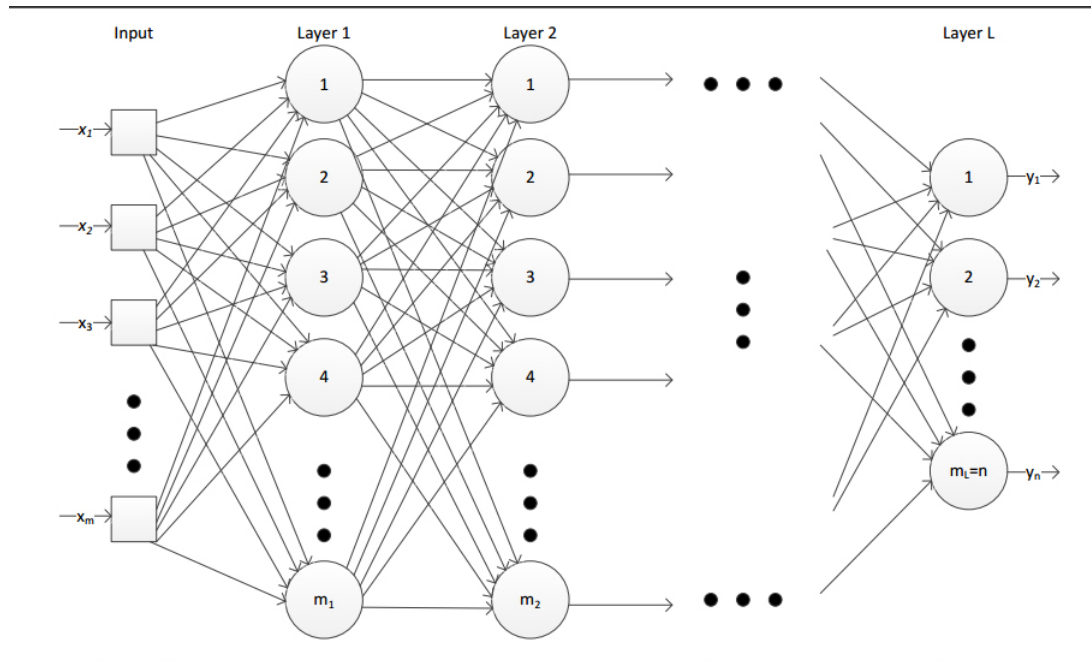 Input Layer 1 Layer 2 Layer L
1 1
x₁
2 2 1 y₁
x₂
3 3 2 y₂
x₃
4 4
mL=n yn
xm
m₁ m₂